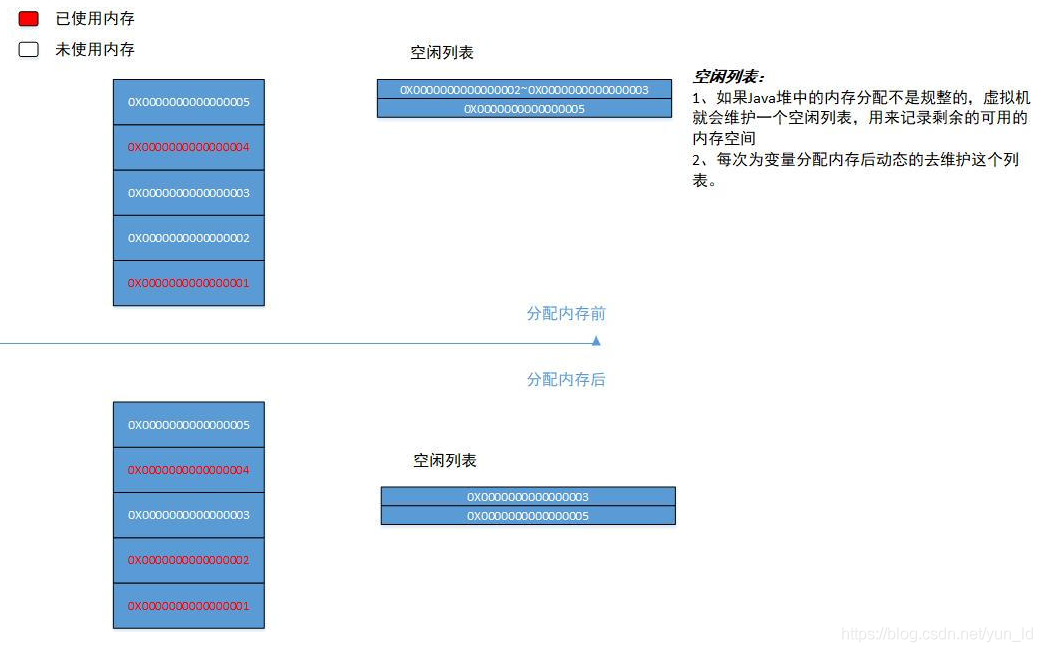 已使用内存
未使用内存
空闲列表
0X0000000000000005
0X0000000000000004
0X0000000000000003
0X0000000000000002
0X0000000000000001
0X0000000000000002~0X0000000000000003
0X0000000000000005
空闲列表：
1、如果Java堆中的内存分配不是规整的，虚拟机
就会维护一个空闲列表，用来记录剩余的可用的
内存空间
2、每次为变量分配内存后动态的去维护这个列
表。
分配内存前
分配内存后
0X0000000000000005
0X0000000000000004
0X0000000000000003
0X0000000000000002
0X0000000000000001
空闲列表
0X0000000000000003
0X0000000000000005
https://blog.csdn.net/yun_ld